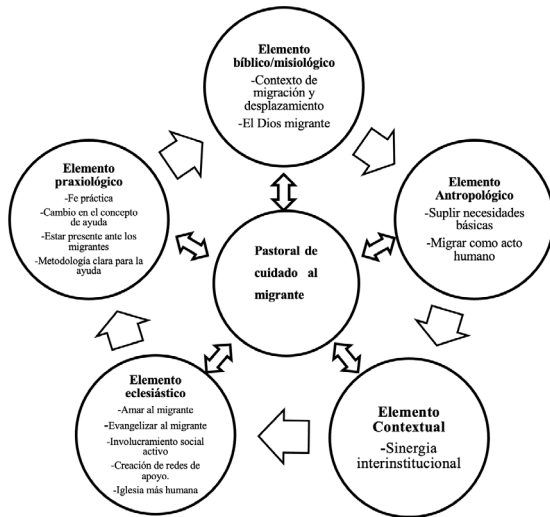 Elemento
bíblico/misiológico
-Contexto de
migración y
desplazamiento
-El Dios migrante
Elemento
Antropológico
-Suplir necesidades
básicas
-Migrar como acto
humano
Elemento
Contextual
-Sinergia
interinstitucional
Elemento
eclesiástico
-Amar al migrante
-Evangelizar al migrante
-Involucramiento social
activo
-Creación de redes de
apoyo.
-Iglesia más humana
Elemento
praxiológico
-Fe práctica
-Cambio en el concepto
de ayuda
-Estar presente ante los
migrantes
-Metodología clara para la
ayuda
Pastoral de
cuidado al
migrante